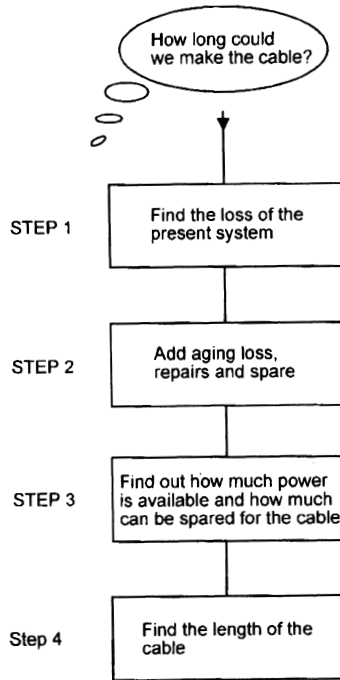 How long could
we make the cable?
STEP 1
Find the loss of the
present system
STEP 2
Add aging loss,
repairs and spare
STEP 3
Find out how much power
is available and how much
can be spared for the cable
Step 4
Find the length of the
cable